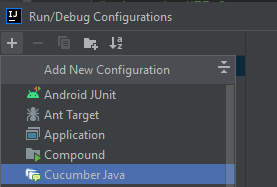 Run/Debug Configurations
Add New Configuration
Android JUnit
Ant Target
Application
Compound
Cucumber Java